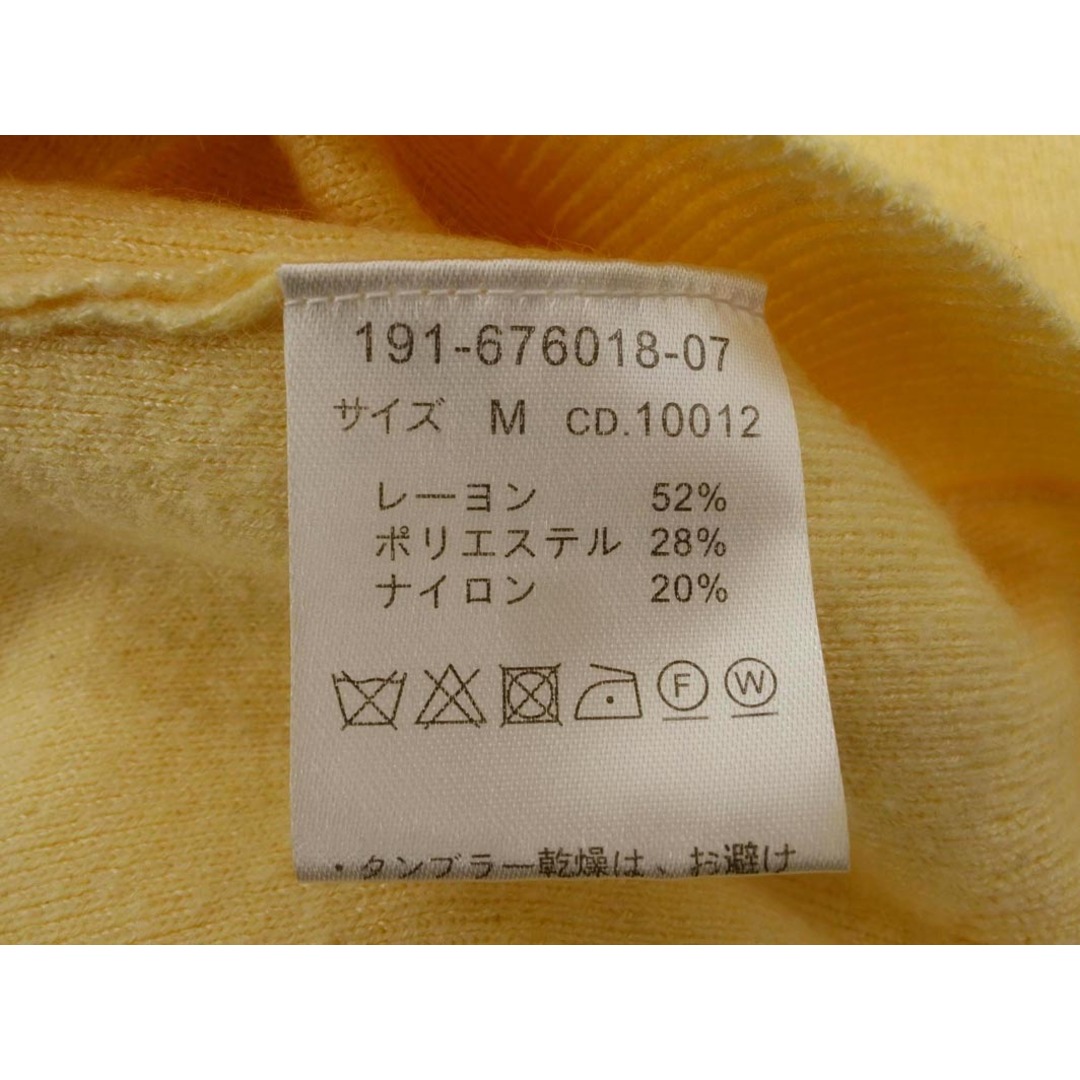 191-676018-07
サイズ M CD.10012
レーヨン 52%
ポリエステル 28%
ナイロン 20%
F W
・タンブラー乾燥は、お避け